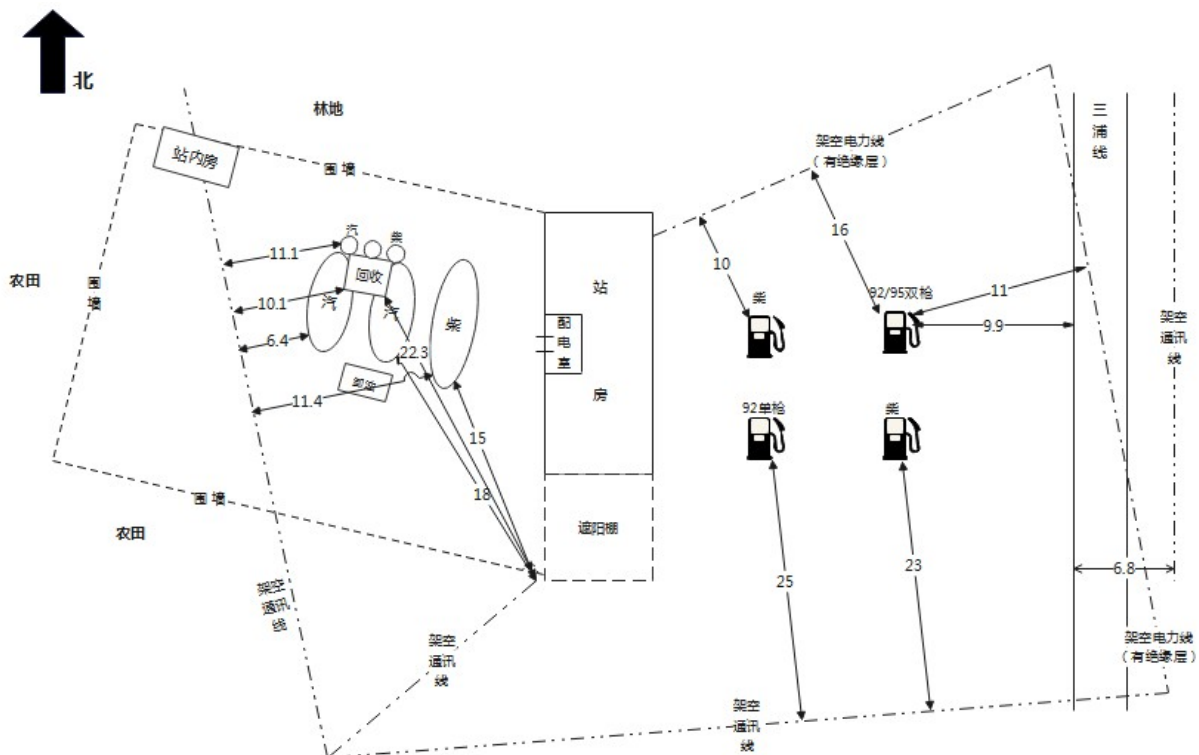 北
林地
三
浦
线
架空电力线
（有绝缘层）
站内房
围 墙
16
汽
柴
11.1
10
回收
农田
围
墙
站
柴
92/95双枪
11
10.1
汽
汽
柴
配
电
室
9.9
架空
通讯
线
6.4
22.3
卸油
11.4
房
92单枪
柴
15
18
围 墙
农田
遮阳棚
25
23
6.8
架空
通讯线
架空
通讯
线
架空电力线
（有绝缘层）
架空
通讯
线